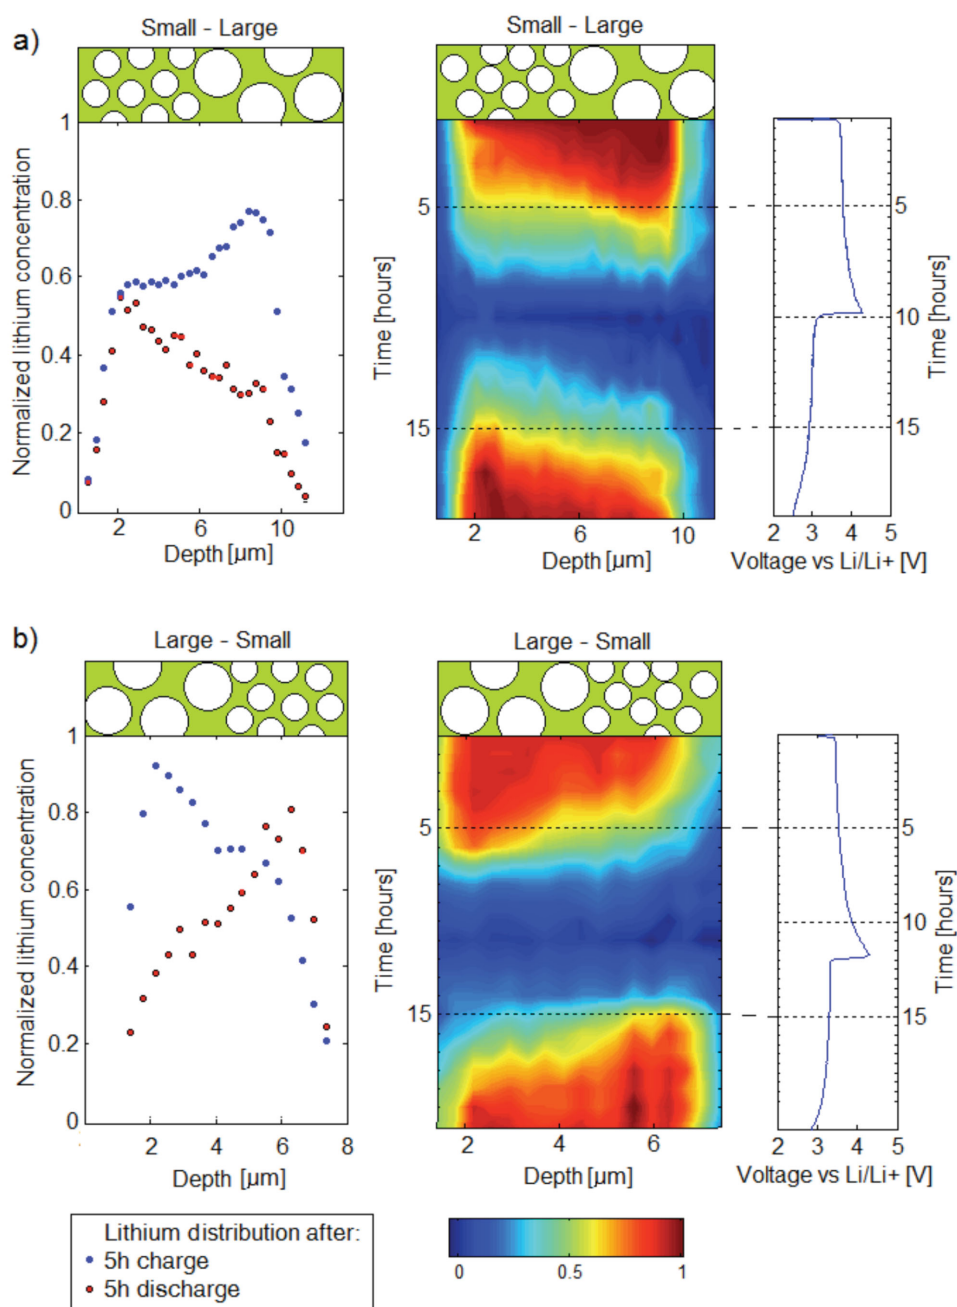 a)
Small - Large
Small - Large
1
0.8
0.6
0.4
0.2
0
Normalized lithium concentration
2
6
10
Depth [µm]
Time [hours]
5
15
2
4
6
8
10
Depth [µm]
5
10
15
Time [hours]
2
3
4
5
Voltage vs Li/Li+ [V]
b)
Large - Small
Large - Small
1
0.8
0.6
0.4
0.2
0
Normalized lithium concentration
2
4
6
8
Depth [µm]
Time [hours]
5
15
2
4
6
Depth [µm]
5
10
15
Time [hours]
2
3
4
5
Voltage vs Li/Li+ [V]
Lithium distribution after:
5h charge
5h discharge
0
0.5
1